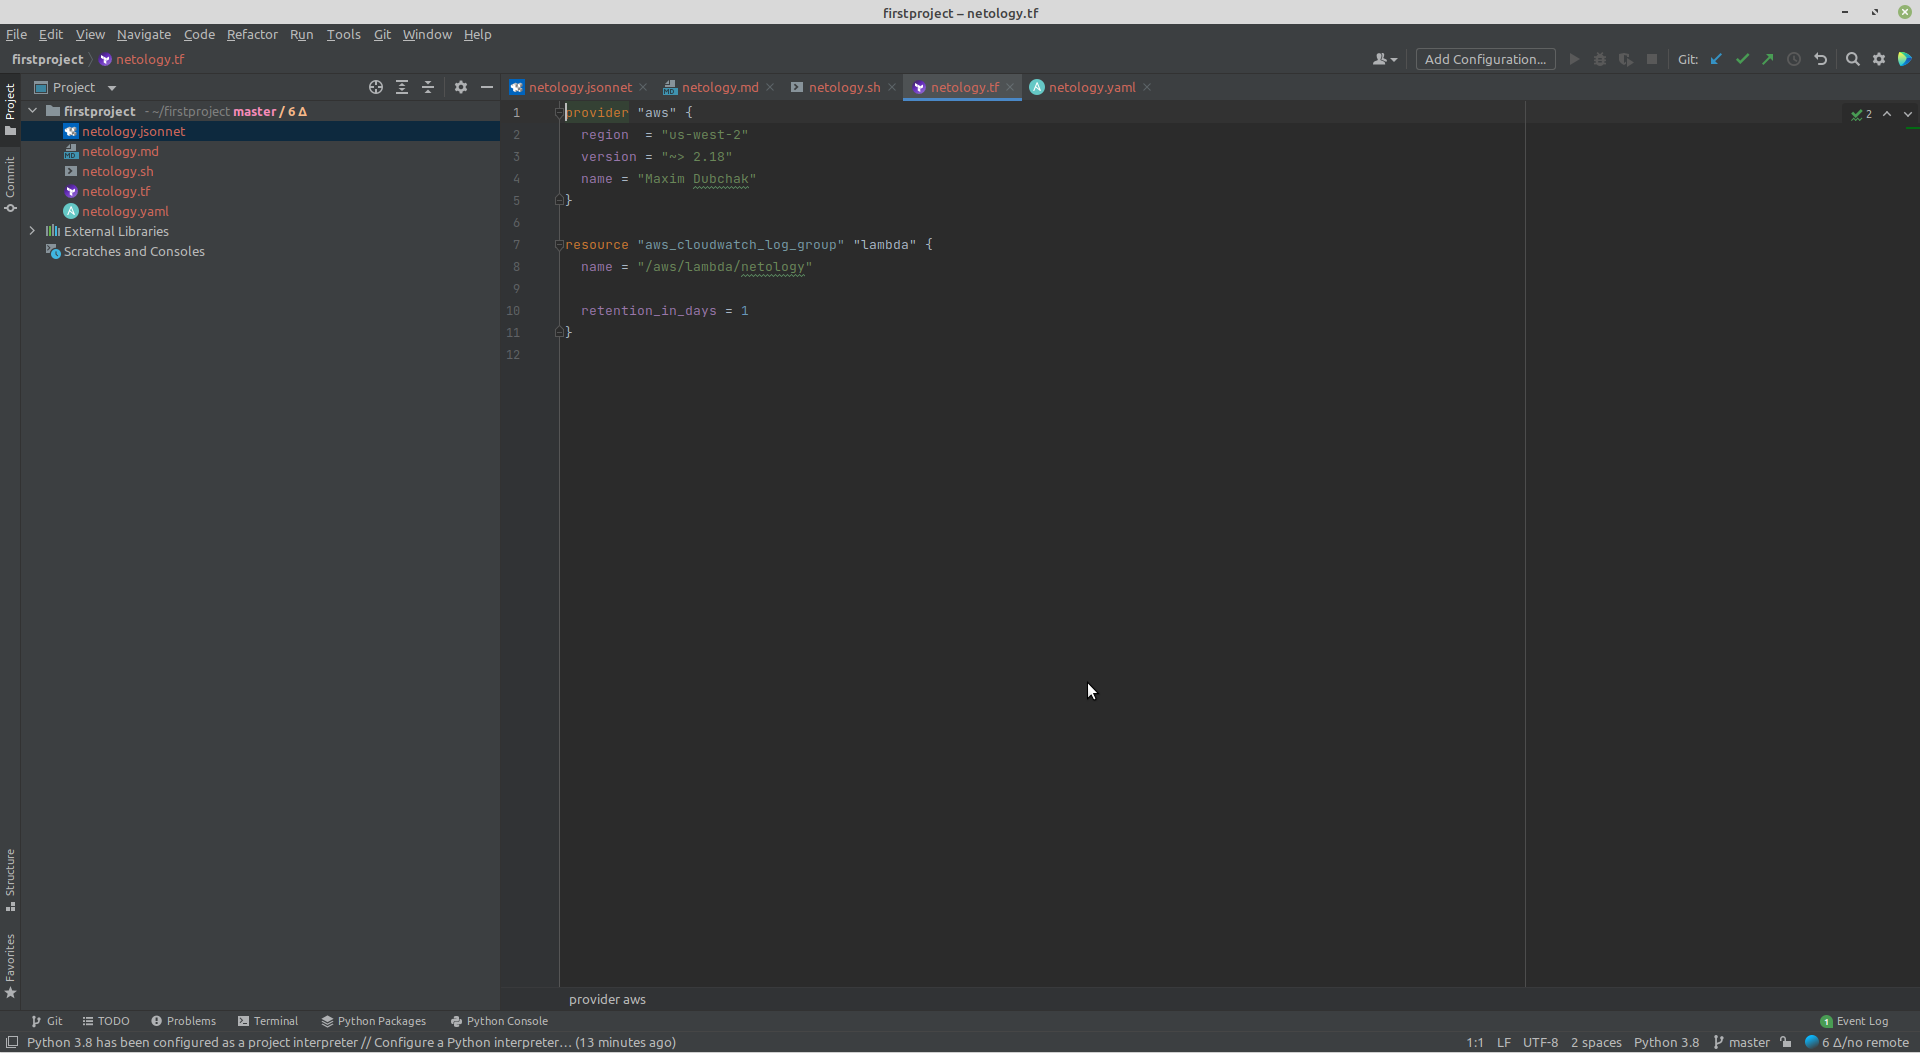 firstproject – netology.tf
File Edit View Navigate Code Refactor Run Tools Git Window Help
firstproject netology.tf
Add Configuration... Git:
Project
netology.jsonnet netology.md netology.sh netology.tf netology.yaml
firstproject - ~/firstproject master / 6 Δ
netology.jsonnet
netology.md
netology.sh
netology.tf
netology.yaml
External Libraries
Scratches and Consoles
Project
Commit
Structure
Favorites
1 provider "aws" {
2 region = "us-west-2"
3 version = "~> 2.18"
4 name = "Maxim Dubchak"
5 }
6
7 resource "aws_cloudwatch_log_group" "lambda" {
8 name = "/aws/lambda/netology"
9
10 retention_in_days = 1
11 }
12
2
provider aws
Git TODO Problems Terminal Python Packages Python Console 1 Event Log
Python 3.8 has been configured as a project interpreter // Configure a Python interpreter... (13 minutes ago) 1:1 LF UTF-8 2 spaces Python 3.8 master 6 Δ/no remote